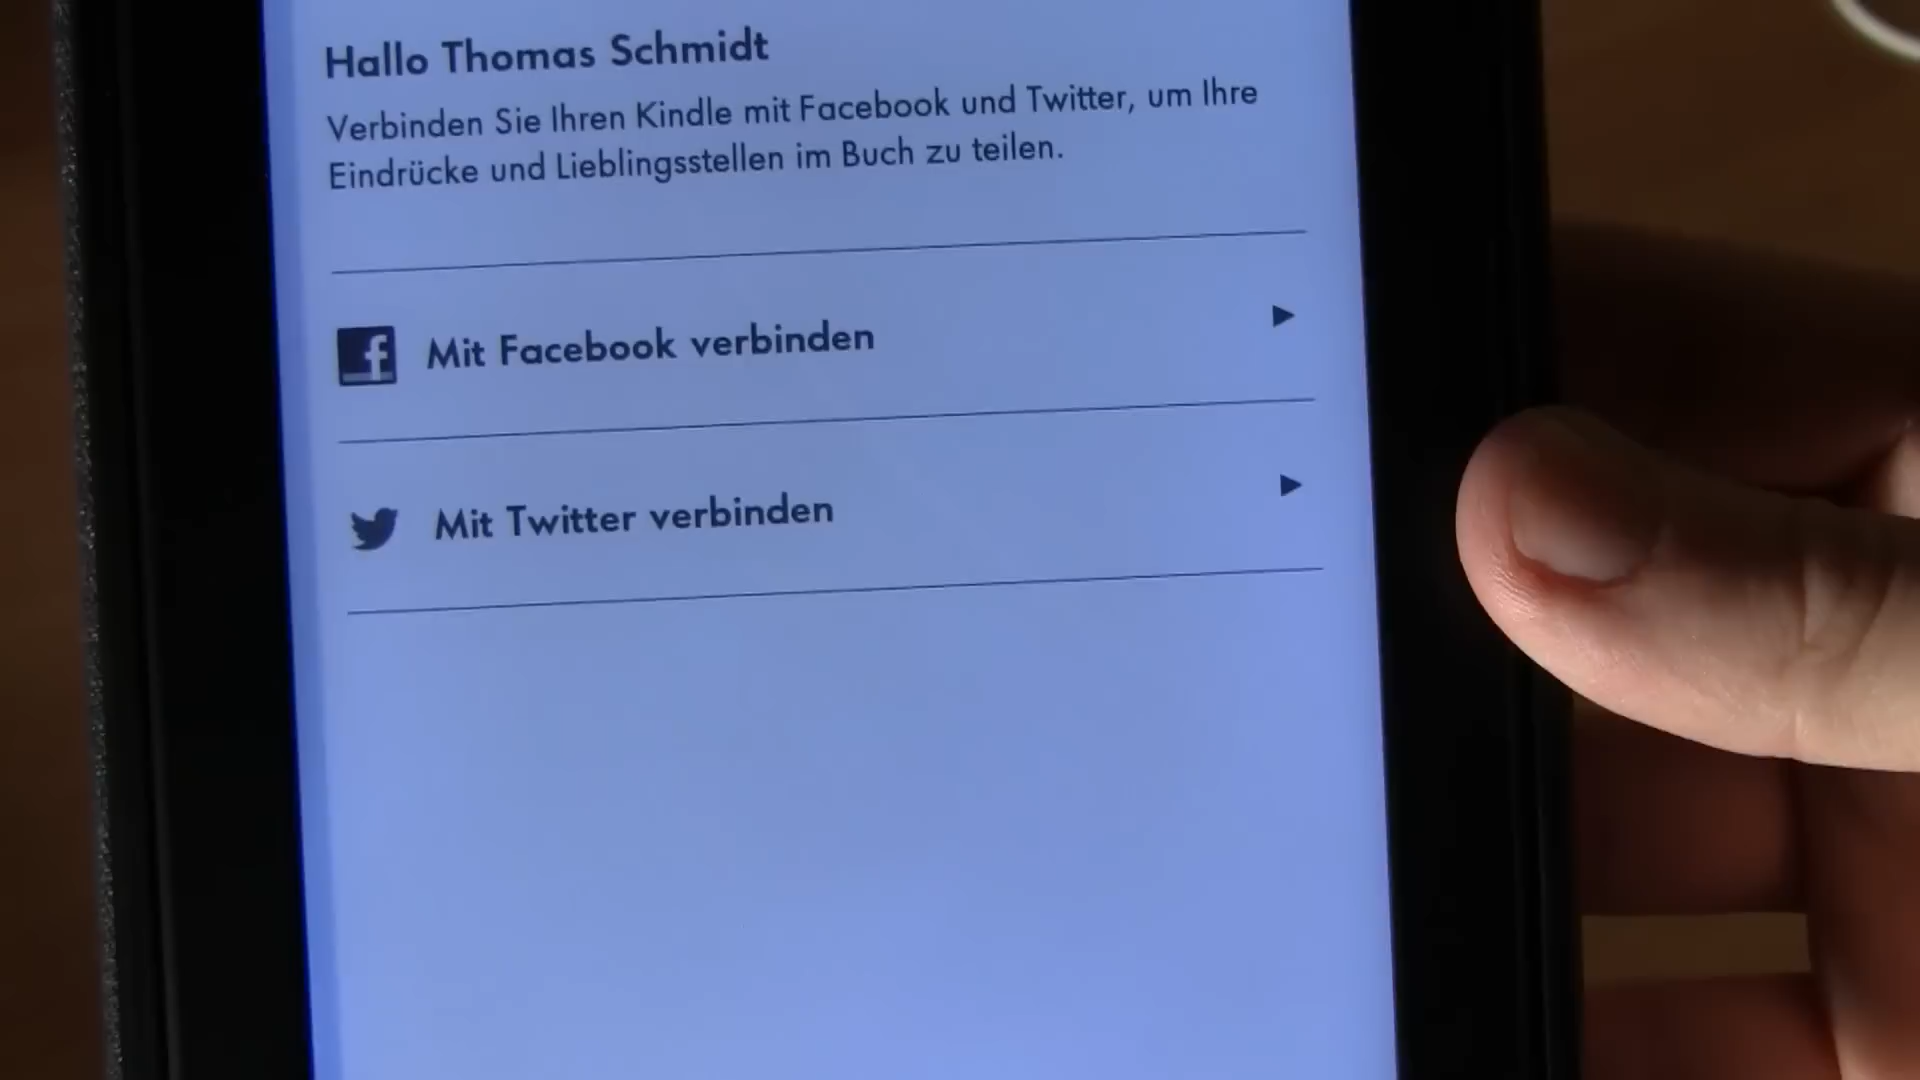 Hallo Thomas Schmidt
Verbinden Sie Ihren Kindle mit Facebook und Twitter, um Ihre
Eindrücke und Lieblingsstellen im Buch zu teilen.
Mit Facebook verbinden
Mit Twitter verbinden